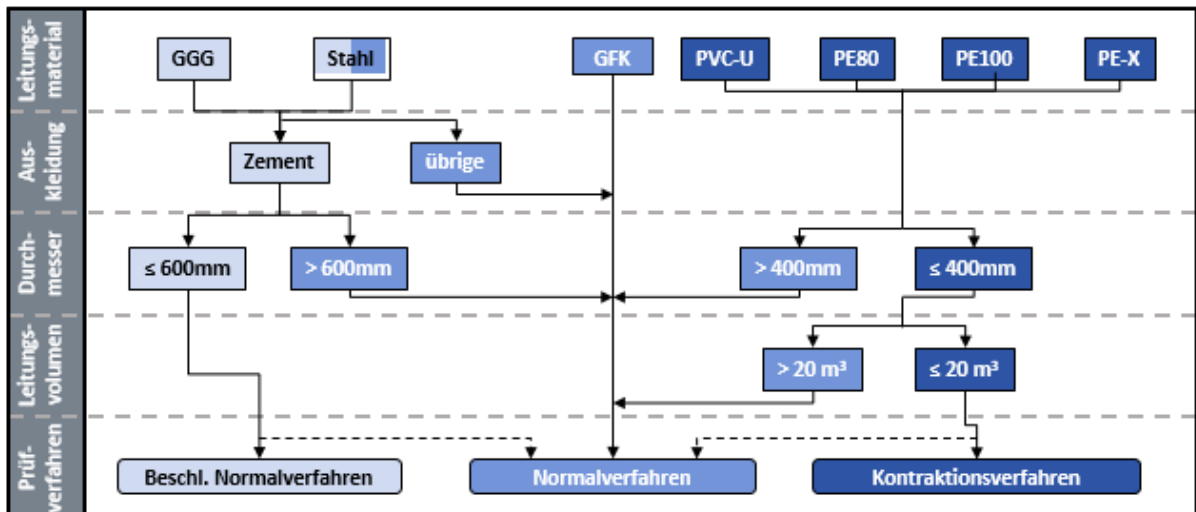 Leitungs-
material
GGG
Stahl
GFK
PVC-U
PE80
PE100
PE-X
Aus-
kleidung
Zement
übrige
Durch-
messer
≤ 600mm
> 600mm
> 400mm
≤ 400mm
Leitungs-
volumen
> 20 m³
≤ 20 m³
Prüf-
verfahren
Beschl. Normalverfahren
Normalverfahren
Kontraktionsverfahren